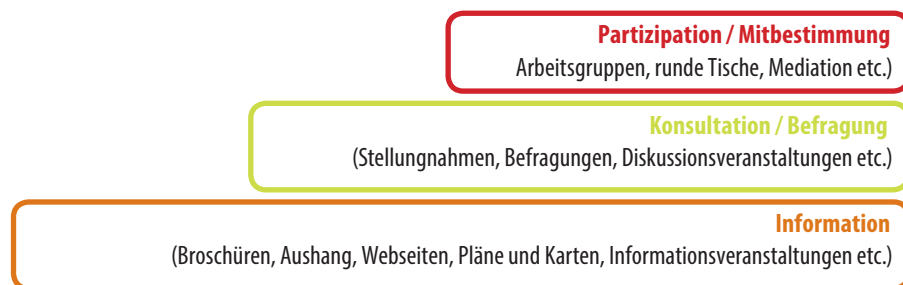 Partizipation / Mitbestimmung
Arbeitsgruppen, runde Tische, Mediation etc.)
Konsultation / Befragung
(Stellungnahmen, Befragungen, Diskussionsveranstaltungen etc.)
Information
(Broschüren, Aushang, Webseiten, Pläne und Karten, Informationsveranstaltungen etc.)